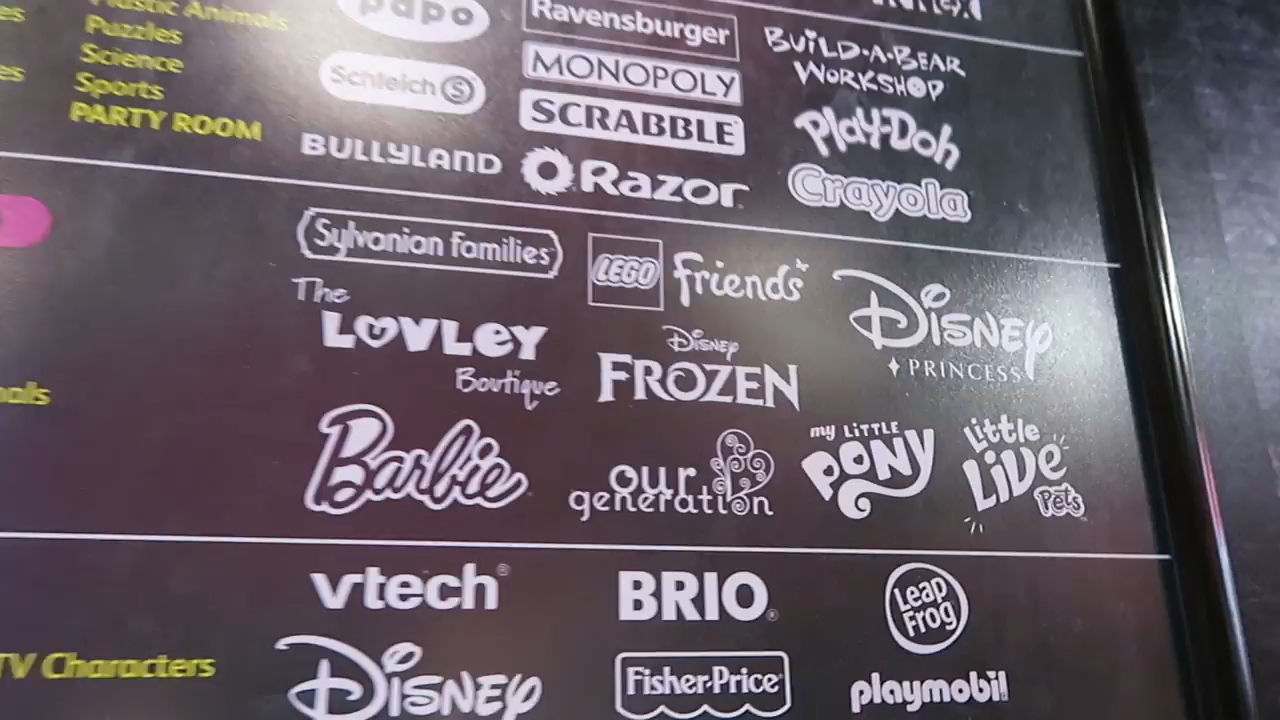 Plastic Animals
Puzzles
Science
Sports
PARTY ROOM
papo
Schleich S
BULLYLAND
Ravensburger
MONOPOLY
SCRABBLE
Razor
BUILD-A-BEAR
WORKSHOP
Play-Doh
Crayola
Sylvanian Families
LEGO friends
DISNEY
PRINCESS
The
LOVLEY
Boutique
DISNEY
FROZEN
Barbie
our
generation
my LITTLE
PONY
Little
Live
Pets
vtech®
BRIO®
Leap
Frog
TV Characters
DISNEY
Fisher-Price
playmobil